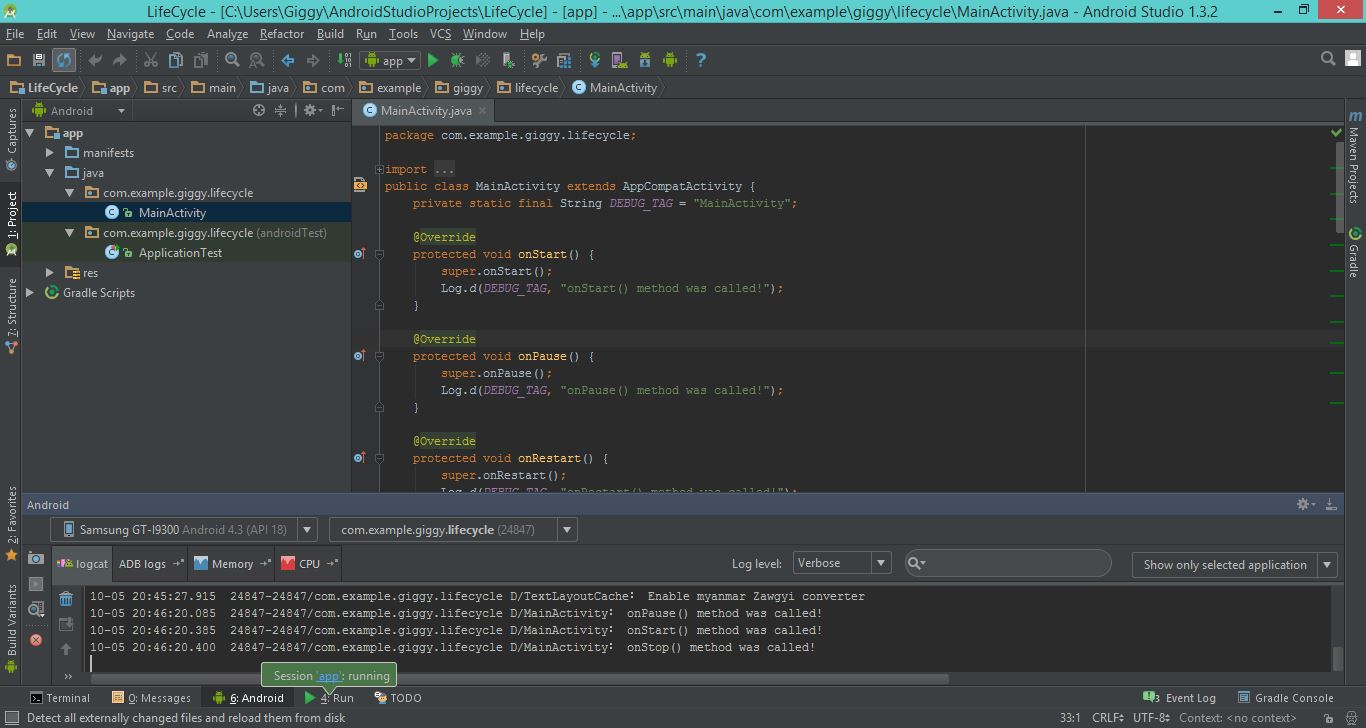 LifeCycle - [C:\Users\Giggy\AndroidStudioProjects\LifeCycle] - [app] - ...\app\src\main\java\com\example\giggy\lifecycle\MainActivity.java - Android Studio 1.3.2
File Edit View Navigate Code Analyze Refactor Build Run Tools VCS Window Help
app
LifeCycle app src main java com example giggy lifecycle MainActivity
Android
MainActivity.java
Captures
1: Project
7: Structure
2: Favorites
Build Variants
app
manifests
java
com.example.giggy.lifecycle
MainActivity
com.example.giggy.lifecycle (androidTest)
ApplicationTest
res
Gradle Scripts
package com.example.giggy.lifecycle;
import ...
public class MainActivity extends AppCompatActivity {
private static final String DEBUG_TAG = "MainActivity";
@Override
protected void onStart() {
super.onStart();
Log.d(DEBUG_TAG, "onStart() method was called!");
}
@Override
protected void onPause() {
super.onPause();
Log.d(DEBUG_TAG, "onPause() method was called!");
}
@Override
protected void onRestart() {
super.onRestart();
Log.d(DEBUG_TAG, "onRestart() method was called!");
m Maven Projects
Gradle
Android
Samsung GT-I9300 Android 4.3 (API 18) com.example.giggy.lifecycle (24847)
logcat ADB logs Memory CPU Log level: Verbose Show only selected application
10-05 20:45:27.915 24847-24847/com.example.giggy.lifecycle D/TextLayoutCache: Enable myanmar Zawgyi converter
10-05 20:46:20.085 24847-24847/com.example.giggy.lifecycle D/MainActivity: onPause() method was called!
10-05 20:46:20.385 24847-24847/com.example.giggy.lifecycle D/MainActivity: onStart() method was called!
10-05 20:46:20.400 24847-24847/com.example.giggy.lifecycle D/MainActivity: onStop() method was called!
Session 'app': running
Terminal 0: Messages 6: Android 4: Run TODO 3 Event Log Gradle Console
Detect all externally changed files and reload them from disk 33:1 CRLF UTF-8 Context: <no context>